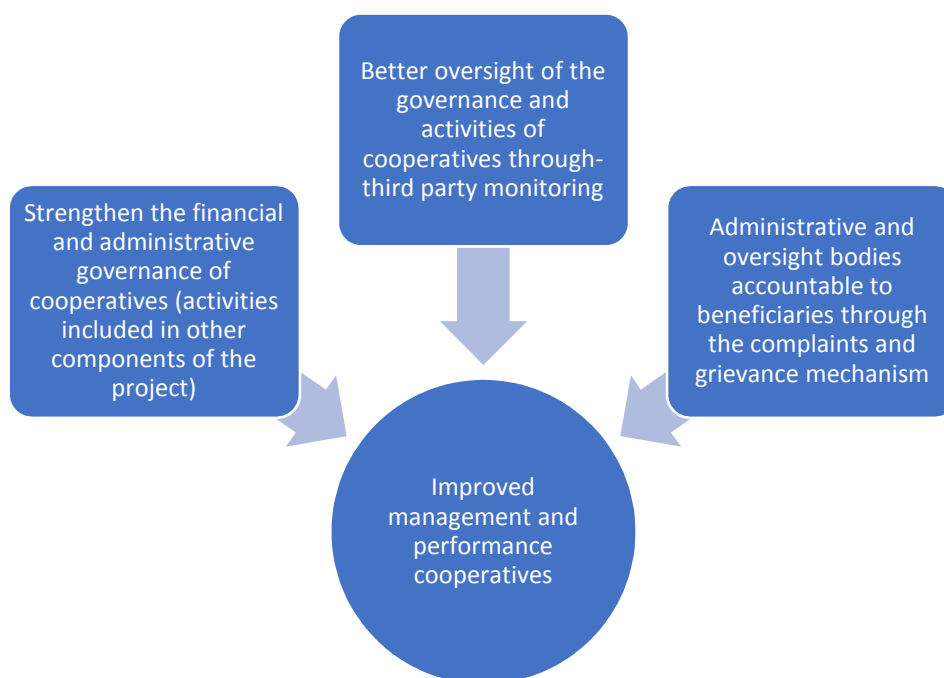 Better oversight of the
governance and
activities of
cooperatives through-
third party monitoring
Strengthen the financial
and administrative
governance of
cooperatives (activities
included in other
components of the
project)
Administrative and
oversight bodies
accountable to
beneficiaries through
the complaints and
grievance mechanism
Improved
management and
performance
cooperatives